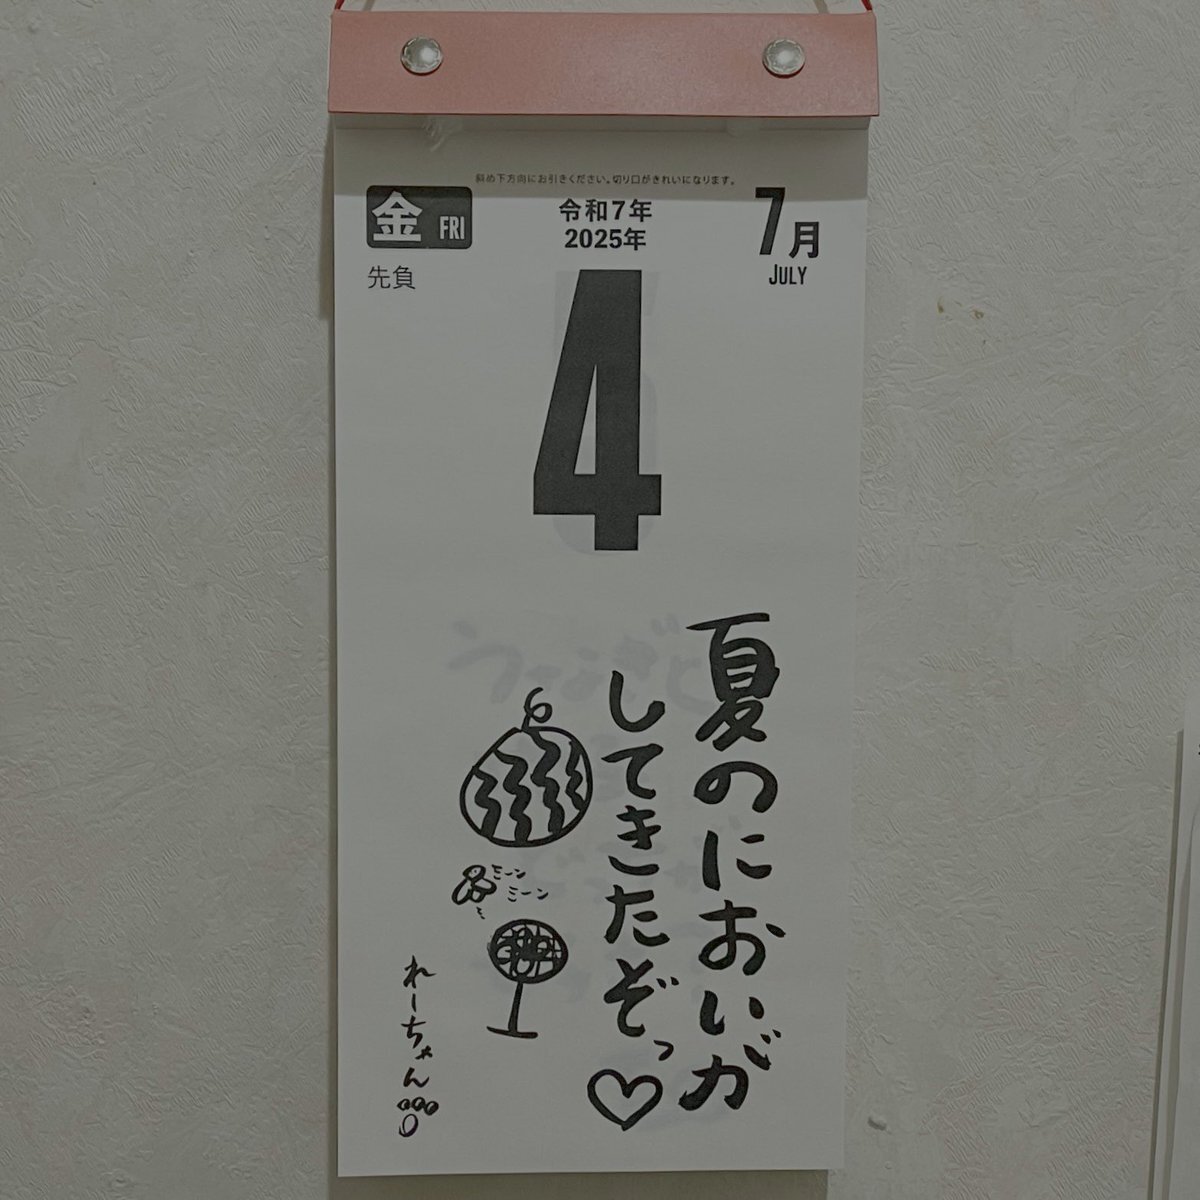 斜め下方向にお引きください。切り口がきれいになります。
金 FRI
令和7年
2025年
7月
JULY
先負
4
夏のにおいが
してきたぞっ
ミーン
ミーン
れーちゃん